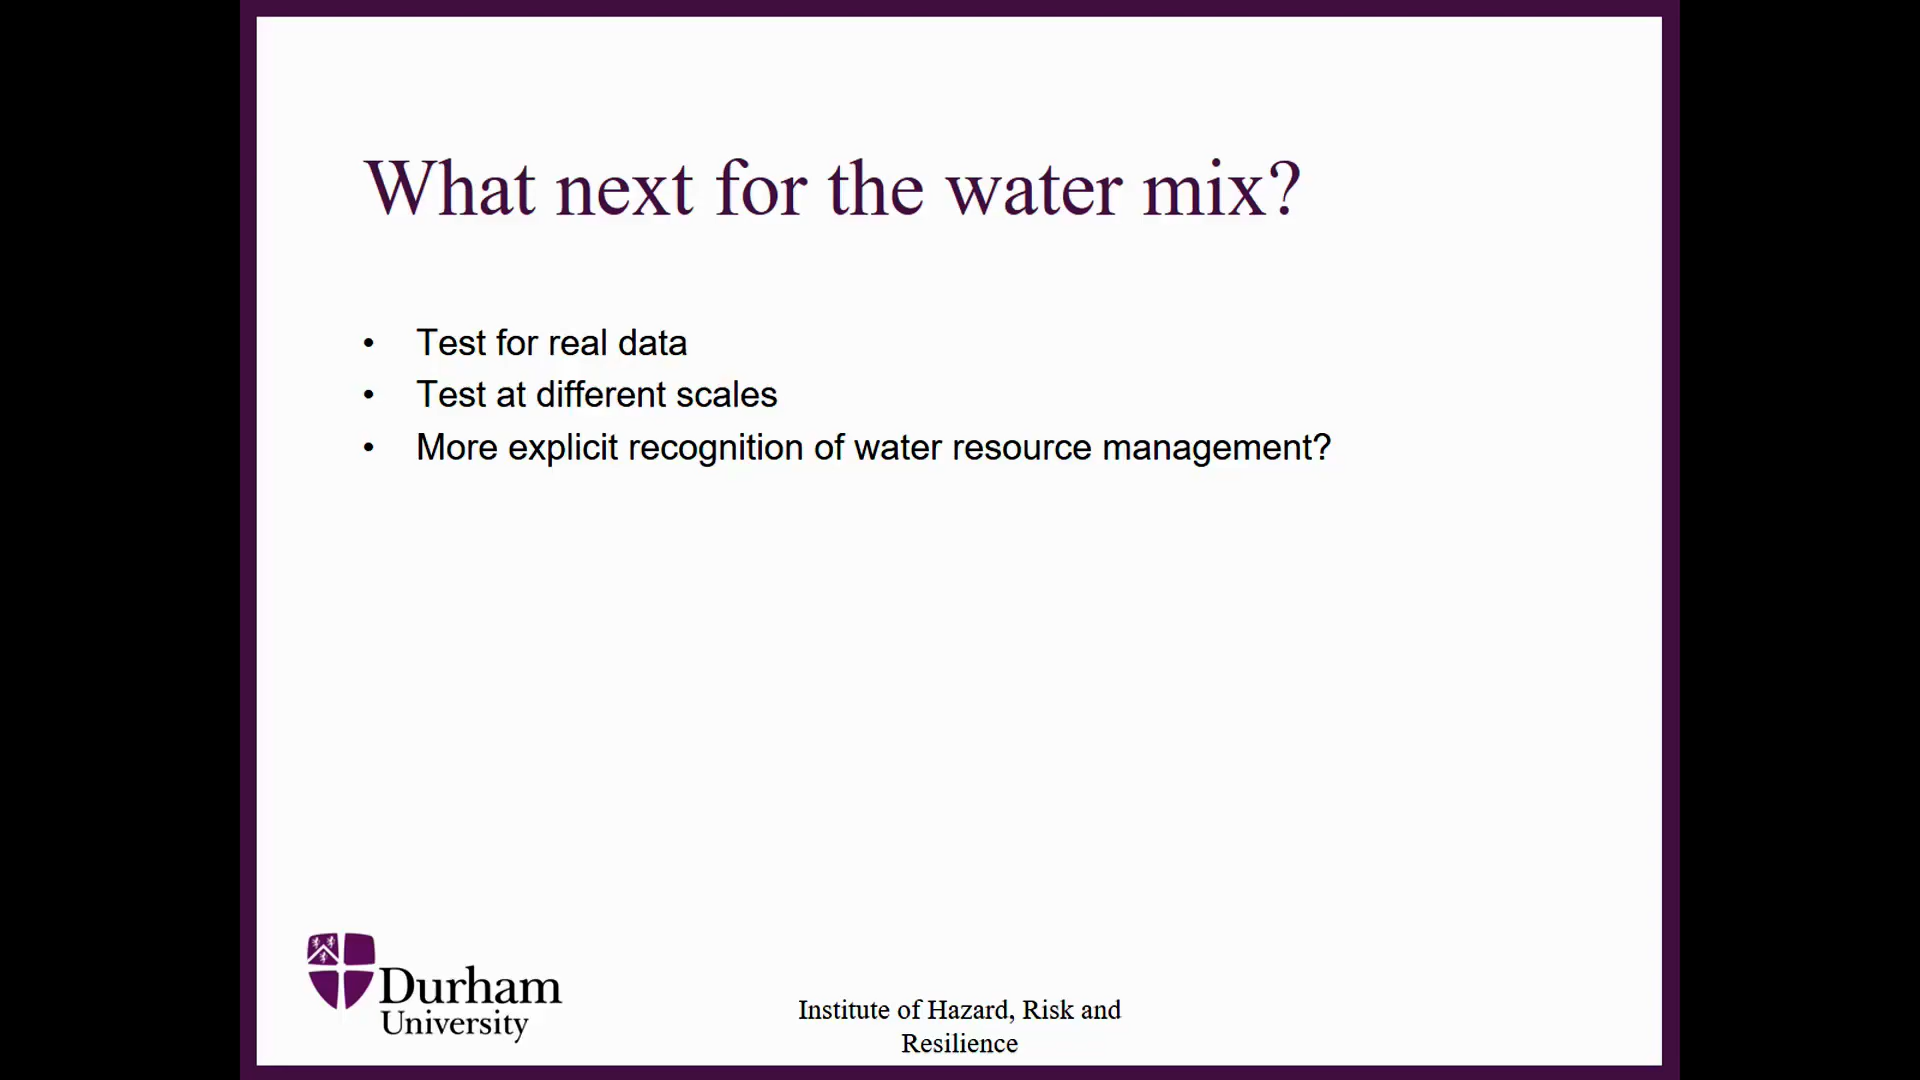 What next for the water mix?
• Test for real data
• Test at different scales
• More explicit recognition of water resource management?
Durham
University
Institute of Hazard, Risk and
Resilience